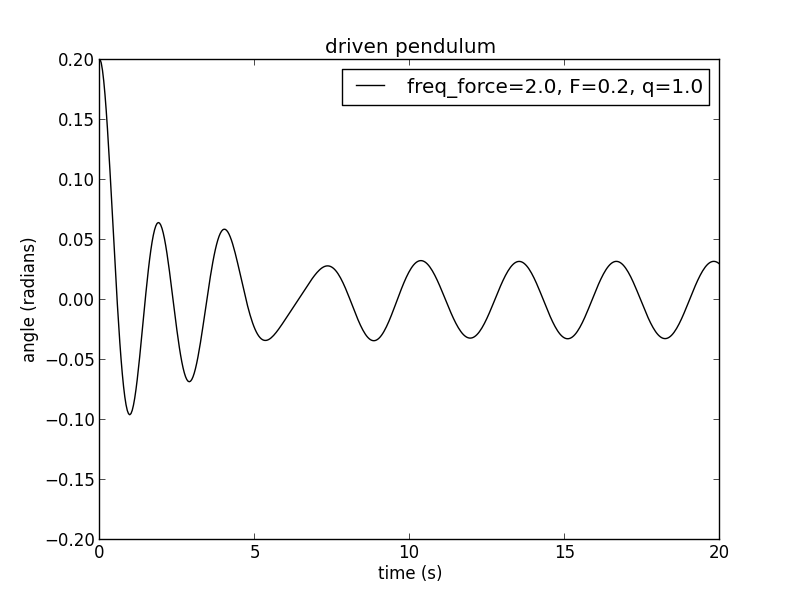 driven pendulum
freq_force=2.0, F=0.2, q=1.0
0.20
0.15
0.10
0.05
0.00
−0.05
−0.10
−0.15
−0.20
angle (radians)
0 5 10 15 20
time (s)